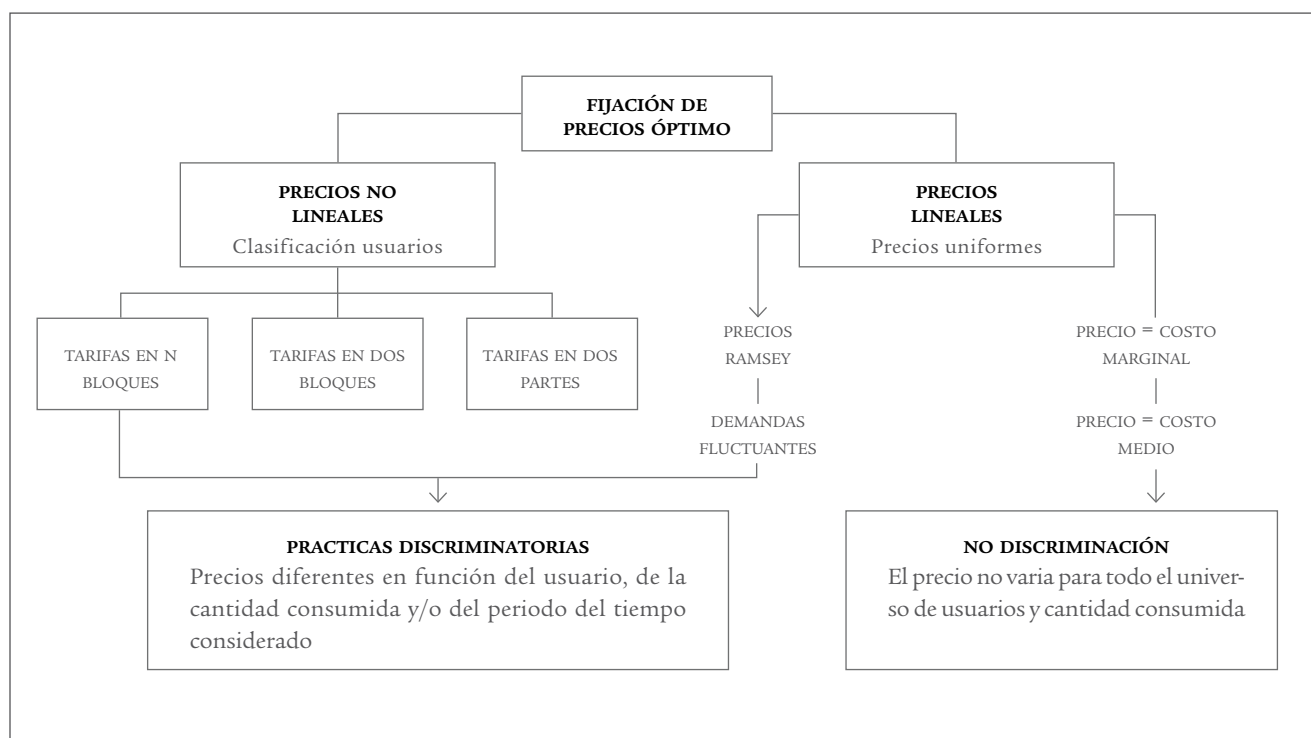 FIJACIÓN DE
PRECIOS ÓPTIMO
PRECIOS NO
LINEALES
Clasificación usuarios
PRECIOS
LINEALES
Precios uniformes
TARIFAS EN N
BLOQUES
TARIFAS EN DOS
BLOQUES
TARIFAS EN DOS
PARTES
PRECIOS
RAMSEY
DEMANDAS
FLUCTUANTES
PRECIO = COSTO
MARGINAL
PRECIO = COSTO
MEDIO
PRACTICAS DISCRIMINATORIAS
Precios diferentes en función del usuario, de la
cantidad consumida y/o del periodo del tiempo
considerado
NO DISCRIMINACIÓN
El precio no varia para todo el univer-
so de usuarios y cantidad consumida